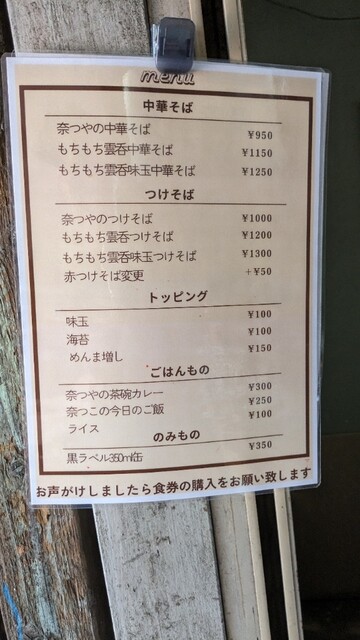 menu
中華そば
奈つやの中華そば ¥950
もちもち雲呑中華そば ¥1150
もちもち雲呑味玉中華そば ¥1250
つけそば
奈つやのつけそば ¥1000
もちもち雲呑つけそば ¥1200
もちもち雲呑味玉つけそば ¥1300
赤つけそば変更 +¥50
トッピング
味玉 ¥100
海苔 ¥100
めんま増し ¥150
ごはんもの
奈つやの茶碗カレー ¥300
奈つこの今日のご飯 ¥250
ライス ¥100
のみもの
黒ラベル350ml缶 ¥350
お声がけしましたら食券の購入をお願い致します